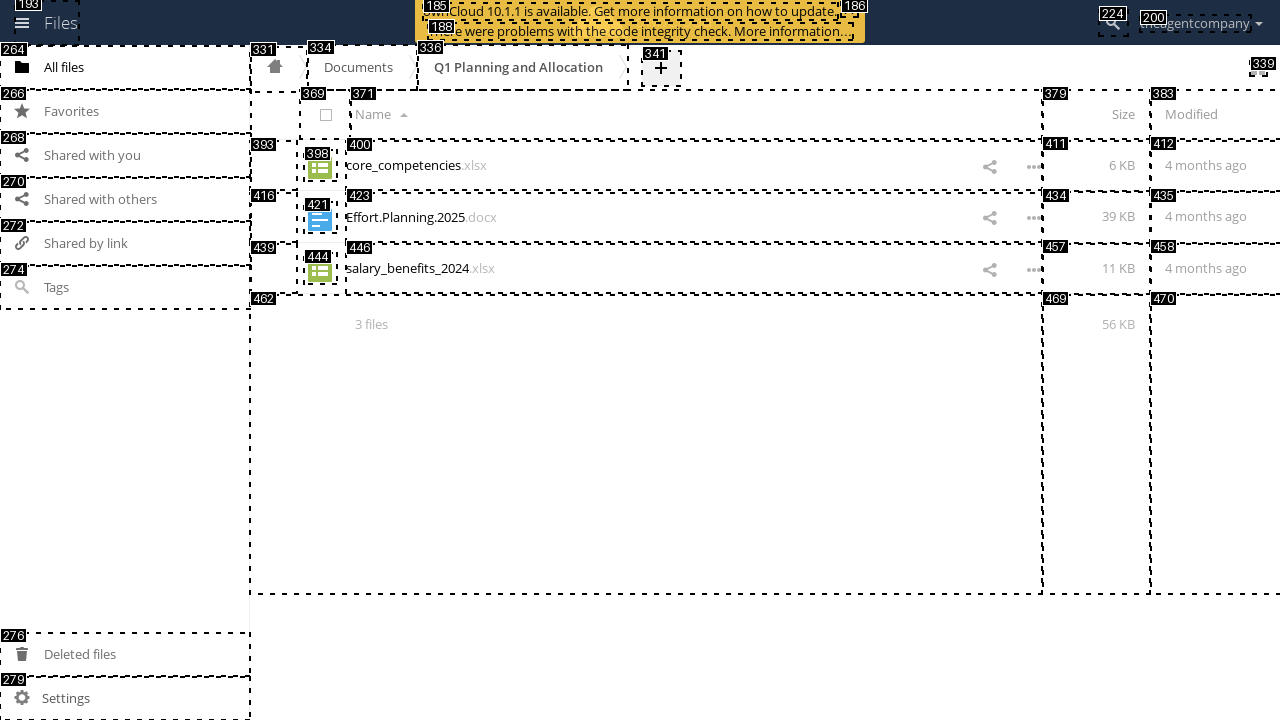 193
Files
185
ownCloud 10.1.1 is available. Get more information on how to update.
186
188
There were problems with the code integrity check. More information…
224
200
theagentcompany
264
All files
331
334
Documents
336
Q1 Planning and Allocation
341
+
339
266
Favorites
369
371
Name
379
Size
383
Modified
268
Shared with you
393
398
400
core_competencies.xlsx
411
6 KB
412
4 months ago
270
Shared with others
416
421
423
Effort.Planning.2025.docx
434
39 KB
435
4 months ago
272
Shared by link
439
444
446
salary_benefits_2024.xlsx
457
11 KB
458
4 months ago
274
Tags
462
3 files
469
56 KB
470
276
Deleted files
279
Settings